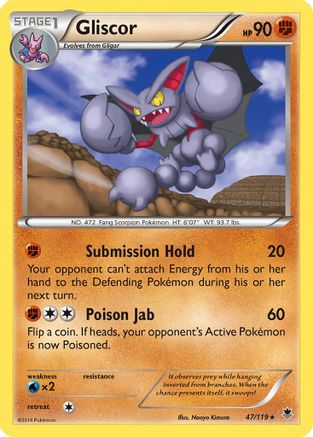 STAGE1
Gliscor
HP 90
Evolves from Gligar
NO. 472 Fang Scorpion Pokémon HT: 6'07" WT: 93.7 lbs.
Submission Hold 20
Your opponent can't attach Energy from his or her
hand to the Defending Pokémon during his or her
next turn.
Poison Jab 60
Flip a coin. If heads, your opponent's Active Pokémon
is now Poisoned.
weakness
resistance
×2
It observes prey while hanging
inverted from branches. When the
chance presents itself, it swoops!
retreat
©2014 Pokémon
Illus. Naoyo Kimura
47/119 ★